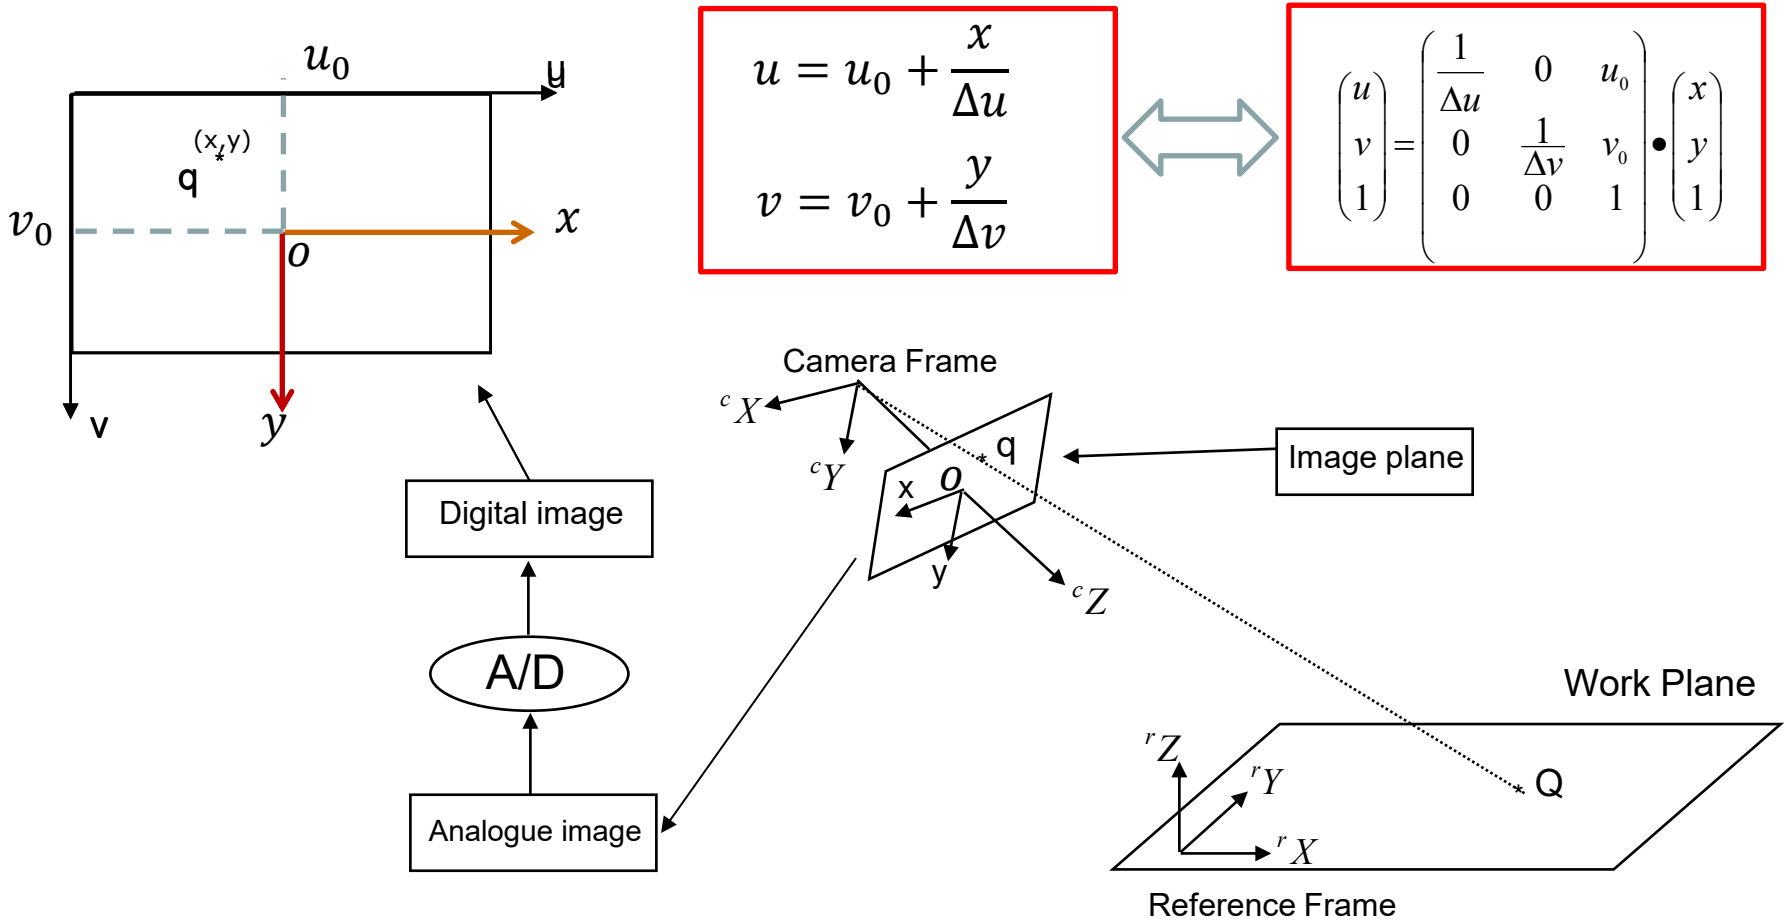 u₀
u
(x,y)
q
v₀
x
o
y
v
u = u₀ + x/Δu
v = v₀ + y/Δv
(u v 1) = (1/Δu 0 u₀ 0 1/Δv v₀ 0 0 1) • (x y 1)
Camera Frame
ᶜX
ᶜY
q
o
x
y
ᶜZ
Image plane
Digital image
A/D
Analogue image
Work Plane
ʳZ
ʳY
ʳX
Q
Reference Frame